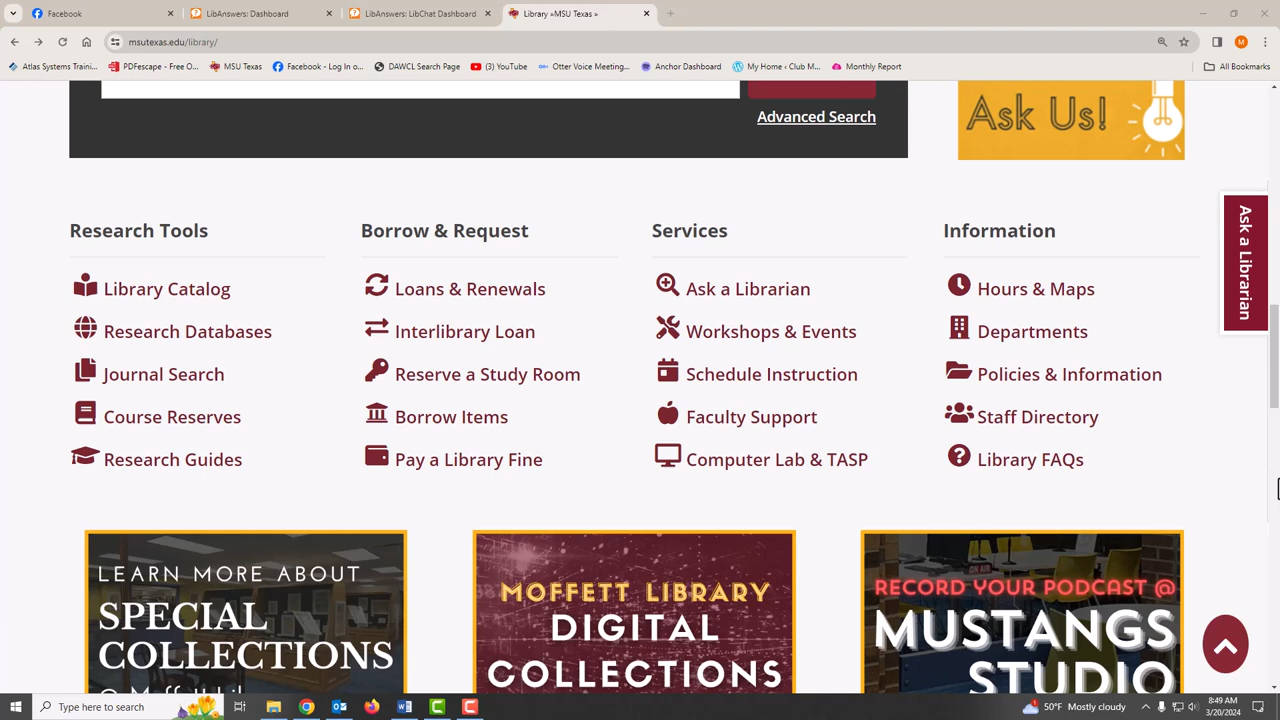 Facebook
LibAnswers: Dashboard
LibAnswers: LibChat Dashboard
Library »MSU Texas »
msutexas.edu/library/
M
Atlas Systems Traini...
PDFescape - Free O...
MSU Texas
Facebook - Log in o...
DAWCL Search Page
(3) YouTube
Otter Voice Meeting...
Anchor Dashboard
My Home ‹ Club M...
Monthly Report
All Bookmarks
Advanced Search
Ask Us!
Ask a Librarian
Research Tools
Library Catalog
Research Databases
Journal Search
Course Reserves
Research Guides
Borrow & Request
Loans & Renewals
Interlibrary Loan
Reserve a Study Room
Borrow Items
Pay a Library Fine
Services
Ask a Librarian
Workshops & Events
Schedule Instruction
Faculty Support
Computer Lab & TASP
Information
Hours & Maps
Departments
Policies & Information
Staff Directory
Library FAQs
LEARN MORE ABOUT
SPECIAL
COLLECTIONS
MOFFETT LIBRARY
DIGITAL
COLLECTIONS
ON AIR
RECORD YOUR PODCAST @
MUSTANGS
STUDIO
Type here to search
50°F Mostly cloudy
8:49 AM
3/20/2024